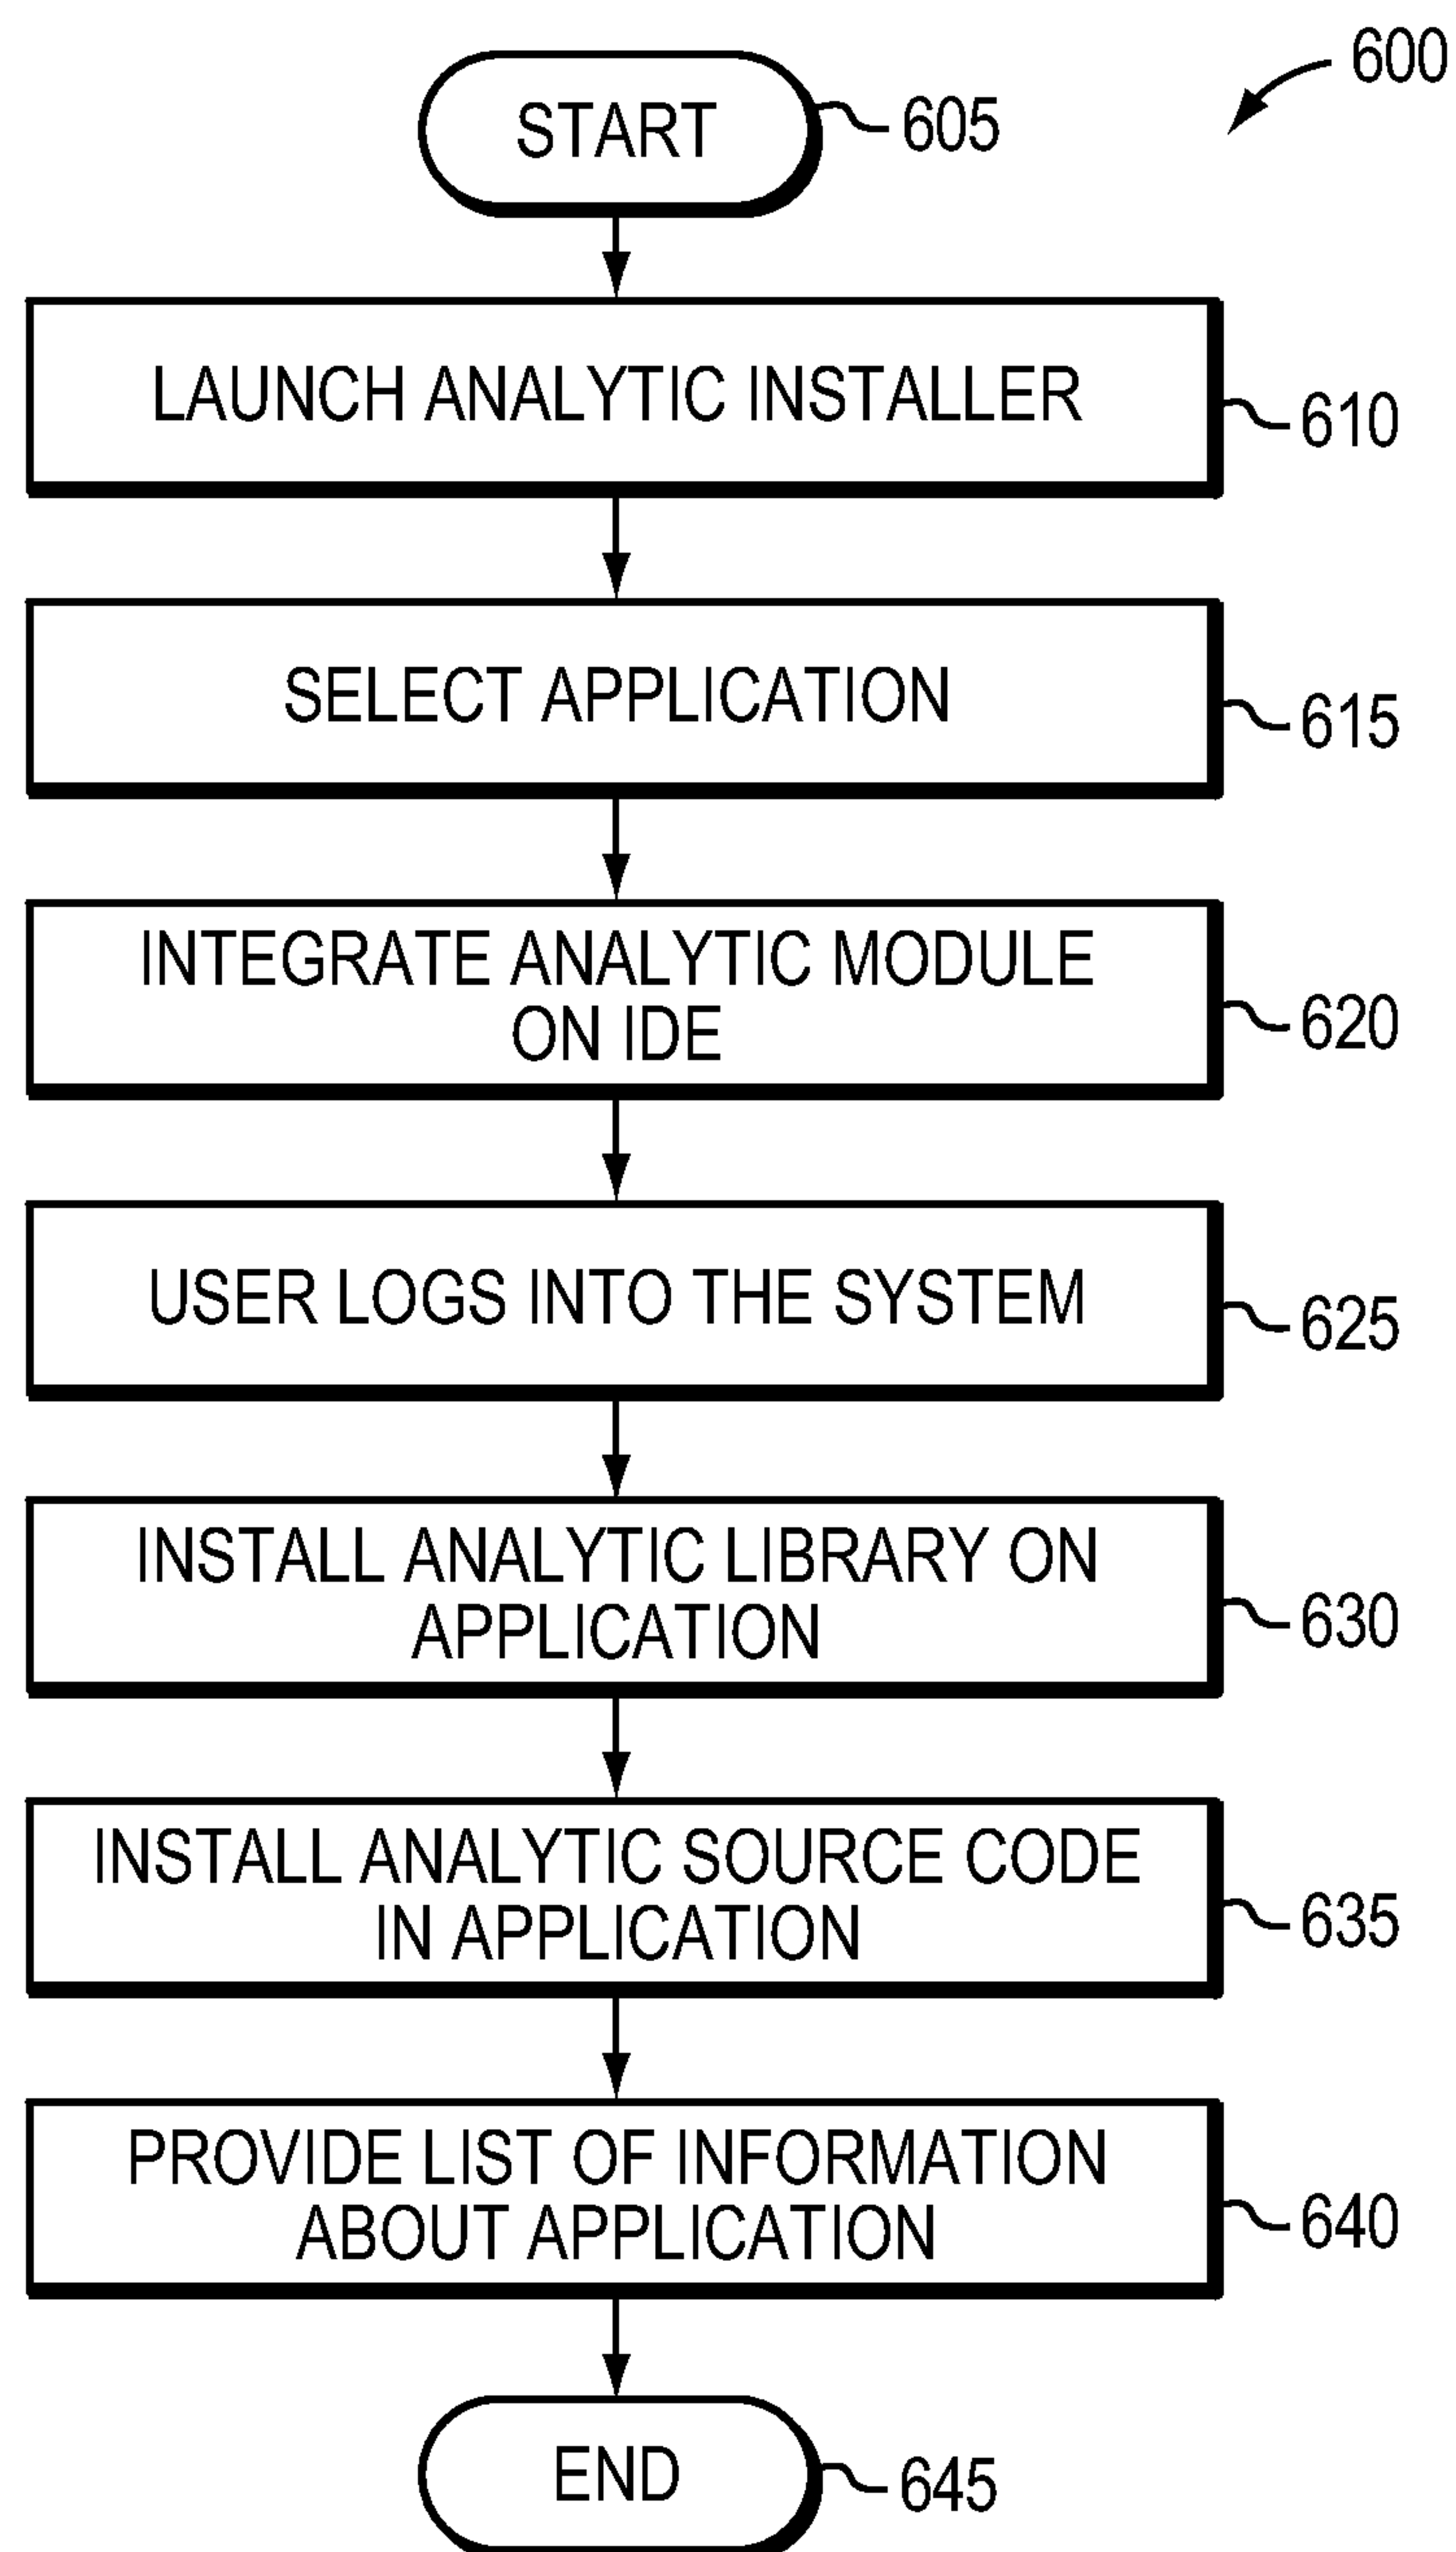 600
START
605
LAUNCH ANALYTIC INSTALLER
610
SELECT APPLICATION
615
INTEGRATE ANALYTIC MODULE
ON IDE
620
USER LOGS INTO THE SYSTEM
625
INSTALL ANALYTIC LIBRARY ON
APPLICATION
630
INSTALL ANALYTIC SOURCE CODE
IN APPLICATION
635
PROVIDE LIST OF INFORMATION
ABOUT APPLICATION
640
END
645